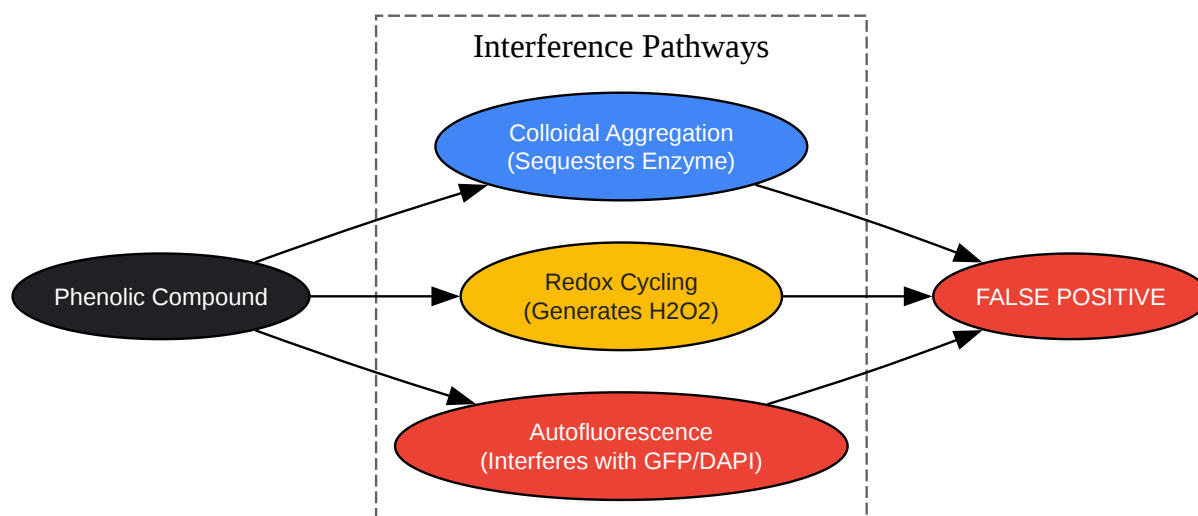 Interference Pathways
Colloidal Aggregation
(Sequesters Enzyme)
Phenolic Compound
Redox Cycling
(Generates H2O2)
FALSE POSITIVE
Autofluorescence
(Interferes with GFP/DAPI)